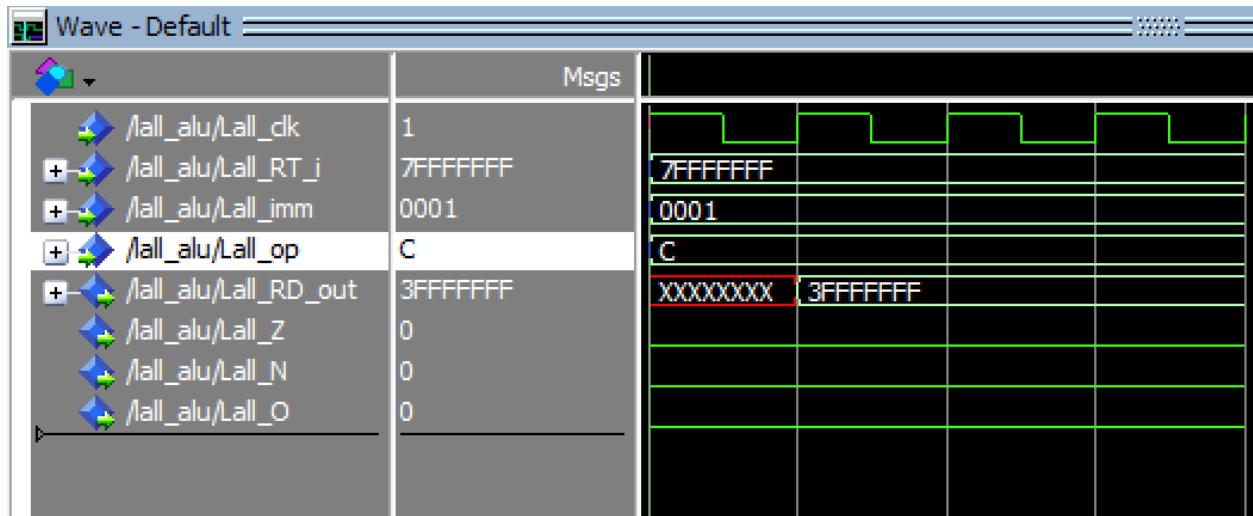 Wave - Default
Msgs
/lall_alu/Lall_clk 1
/lall_alu/Lall_RT_i 7FFFFFFF 7FFFFFFF
/lall_alu/Lall_imm 0001 0001
/lall_alu/Lall_op C C
/lall_alu/Lall_RD_out 3FFFFFFF XXXXXXXX 3FFFFFFF
/lall_alu/Lall_Z 0
/lall_alu/Lall_N 0
/lall_alu/Lall_O 0